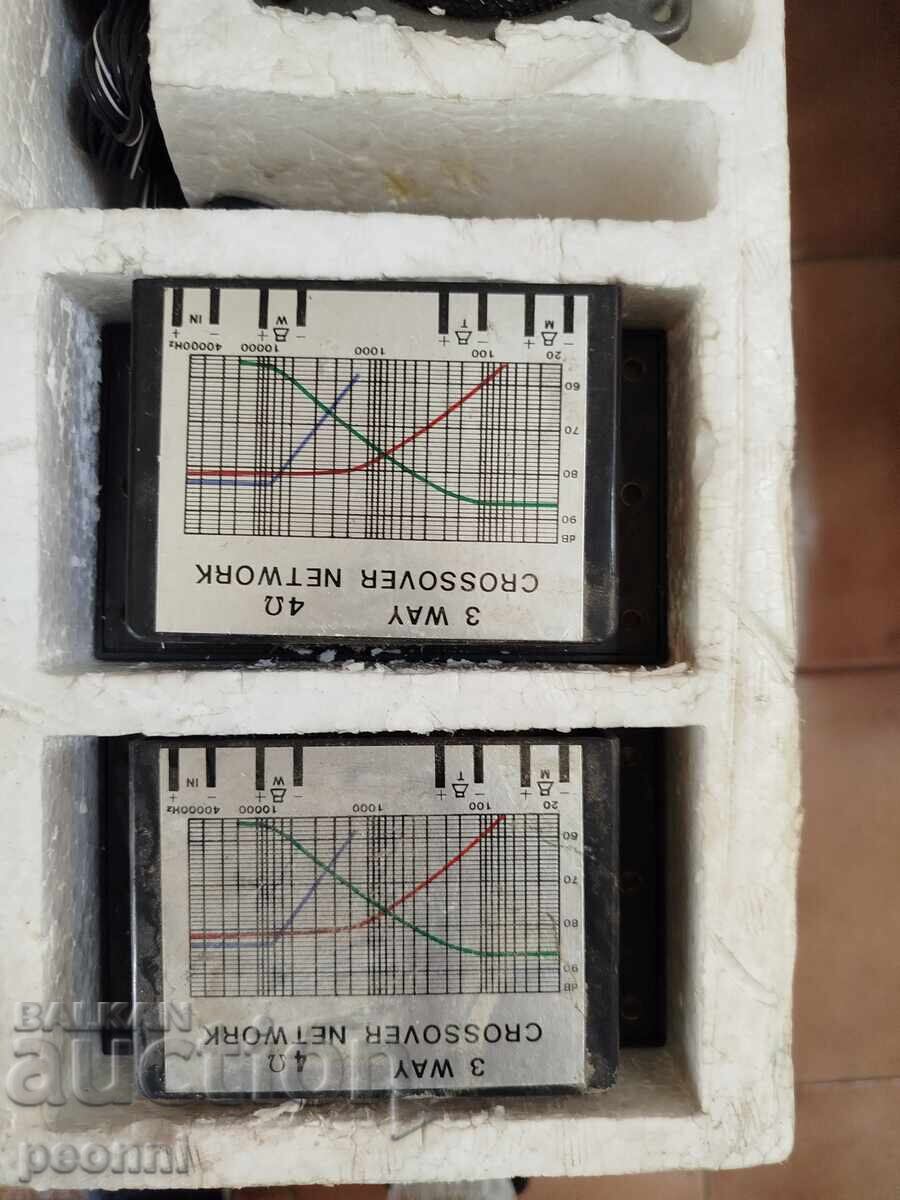 3 WAY 4Ω
CROSSOVER NETWORK
dB
90
80
70
60
20 100 1000 10000 40000Hz
- M + - T + - W + - IN +
3 WAY 4Ω
CROSSOVER NETWORK
dB
90
80
70
60
20 100 1000 10000 40000Hz
- M + - T + - W + - IN +
BALKAN
auction
peonni